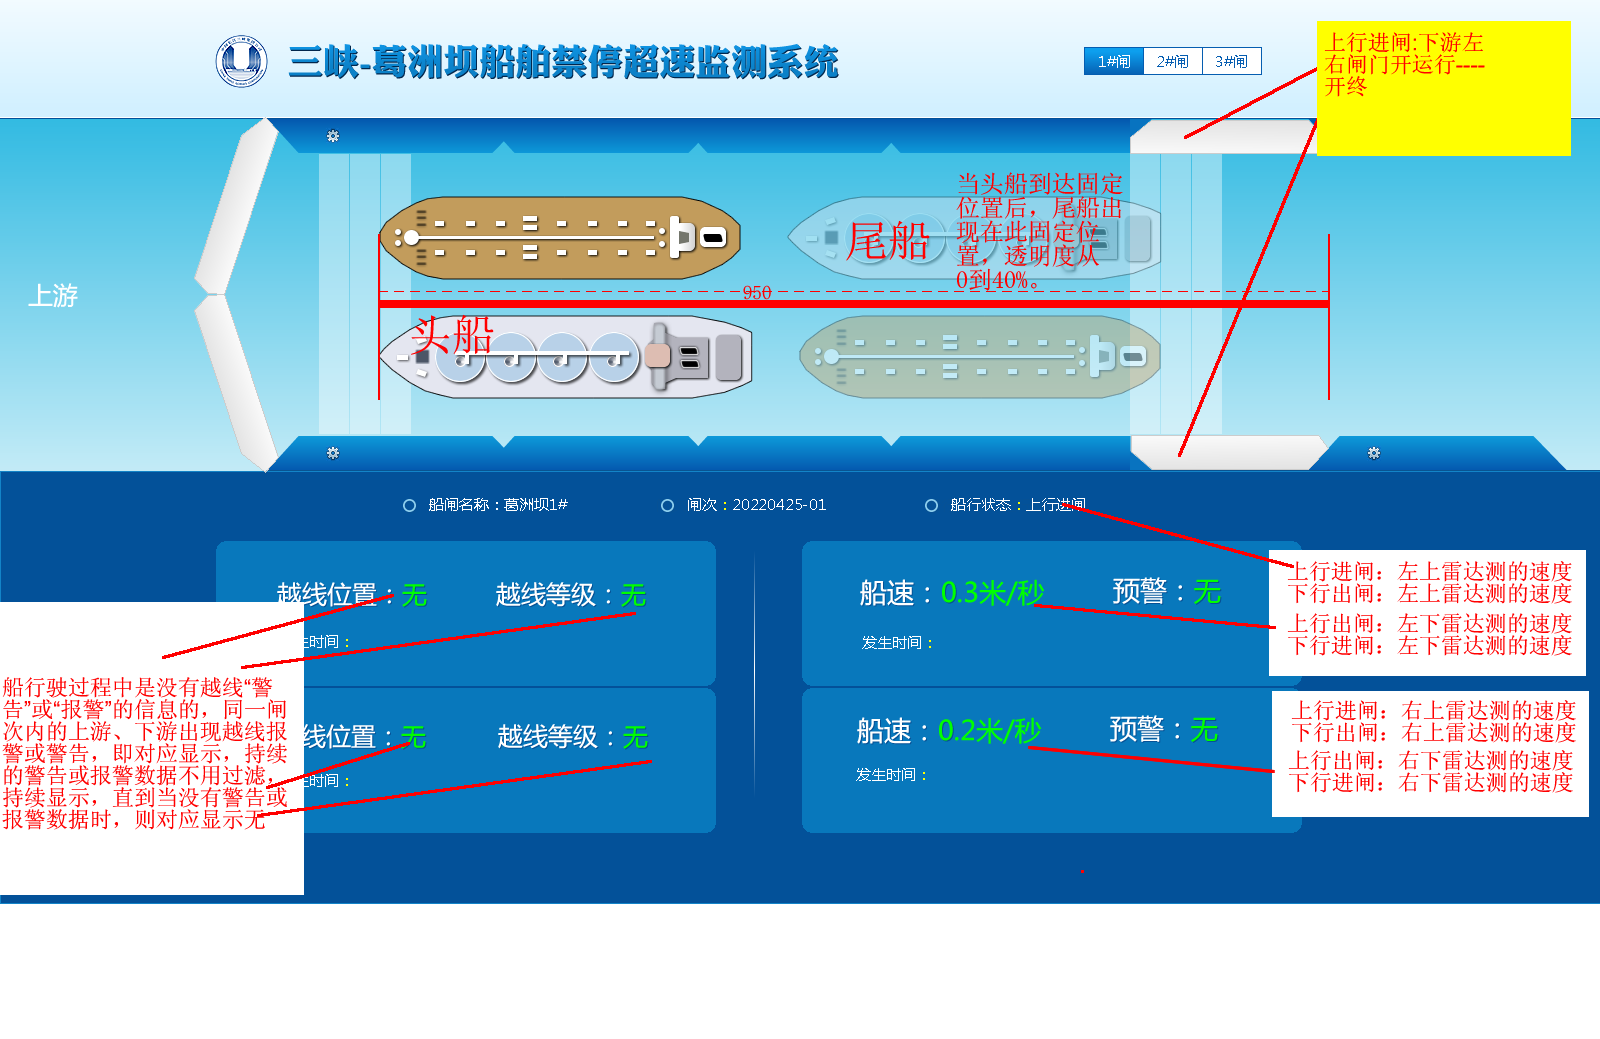 三峡-葛洲坝船舶禁停超速监测系统
1#闸 2#闸 3#闸
上行进闸:下游左
右闸门开运行----
开终
上游
当头船到达固定
位置后，尾船出
现在此固定位
置，透明度从
0到40%。
尾船
950
头船
船闸名称：葛洲坝1#
闸次：20220425-01
船行状态：上行进闸
越线位置：无 越线等级：无
生时间：
船速：0.3米/秒 预警：无
发生时间：
上行进闸：左上雷达测的速度
下行出闸：左上雷达测的速度
上行出闸：左下雷达测的速度
下行进闸：左下雷达测的速度
线位置：无 越线等级：无
生时间：
船速：0.2米/秒 预警：无
发生时间：
上行进闸：右上雷达测的速度
下行出闸：右上雷达测的速度
上行出闸：右下雷达测的速度
下行进闸：右下雷达测的速度
船行驶过程中是没有越线“警
告”或“报警”的信息的，同一闸
次内的上游、下游出现越线报
警或警告，即对应显示，持续
的警告或报警数据不用过滤，
持续显示，直到当没有警告或
报警数据时，则对应显示无